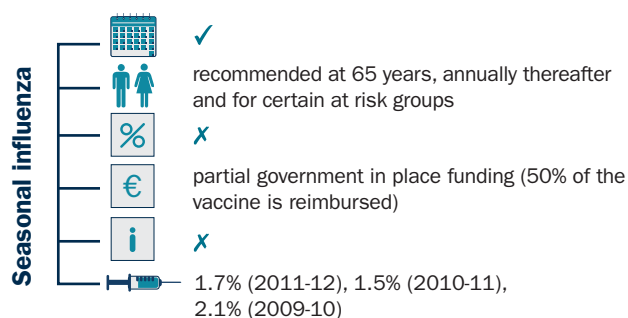 Seasonal influenza
✓
recommended at 65 years, annually thereafter
and for certain at risk groups
%
✗
€
partial government in place funding (50% of the
vaccine is reimbursed)
i
✗
1.7% (2011-12), 1.5% (2010-11),
2.1% (2009-10)